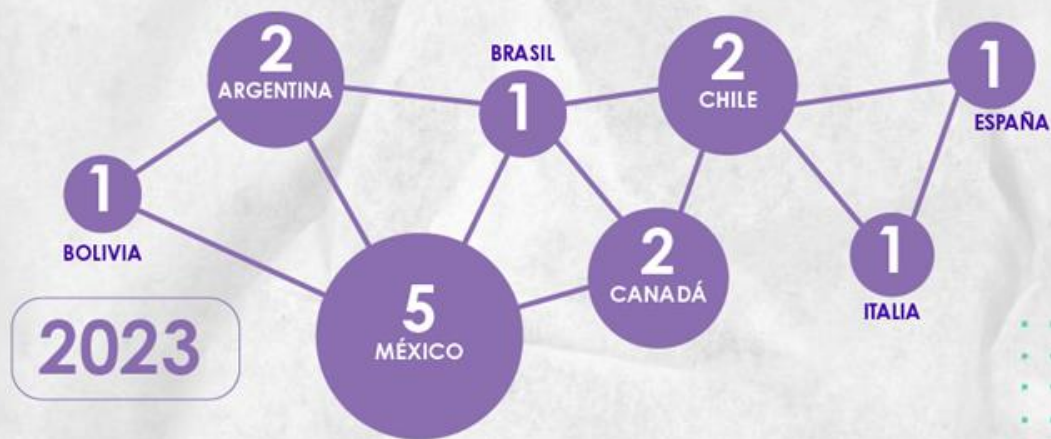 2
ARGENTINA
BRASIL
1
2
CHILE
1
ESPAÑA
1
BOLIVIA
5
MÉXICO
2
CANADÁ
1
ITALIA
2023